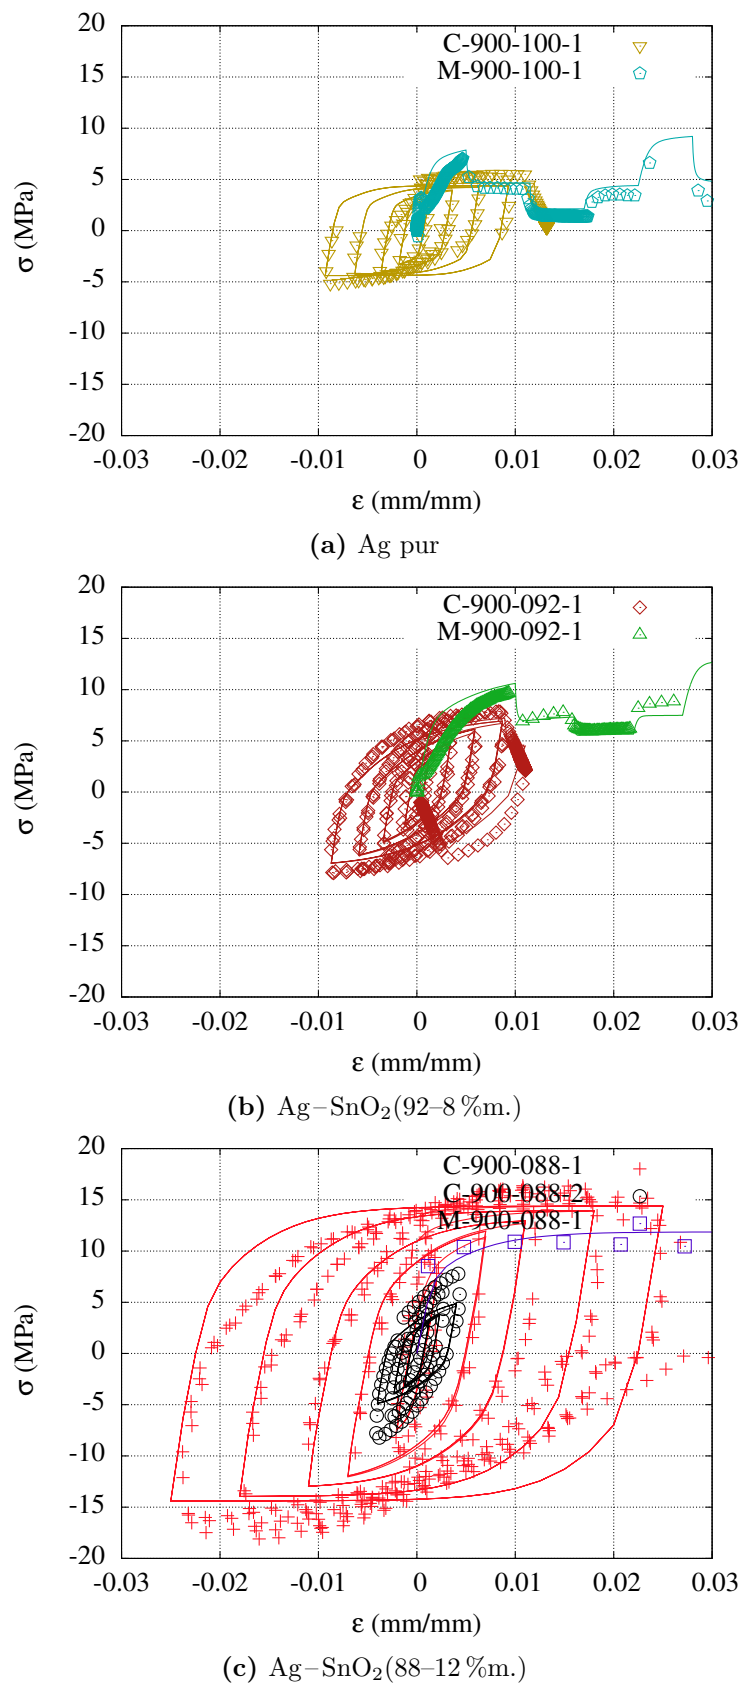 20
15
10
5
0
-5
-10
-15
-20
-0.03 -0.02 -0.01 0 0.01 0.02 0.03
σ (MPa)
ε (mm/mm)
C-900-100-1
M-900-100-1
(a) Ag pur
20
15
10
5
0
-5
-10
-15
-20
-0.03 -0.02 -0.01 0 0.01 0.02 0.03
σ (MPa)
ε (mm/mm)
C-900-092-1
M-900-092-1
(b) Ag–SnO₂(92–8 %m.)
20
15
10
5
0
-5
-10
-15
-20
-0.03 -0.02 -0.01 0 0.01 0.02 0.03
σ (MPa)
ε (mm/mm)
C-900-088-1
C-900-088-2
M-900-088-1
(c) Ag–SnO₂(88–12 %m.)